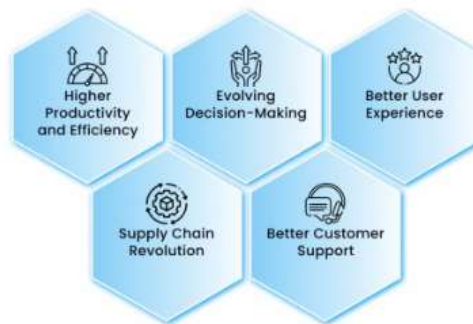 Higher
Productivity
and Efficiency
Evolving
Decision-Making
Better User
Experience
Supply Chain
Revolution
Better Customer
Support